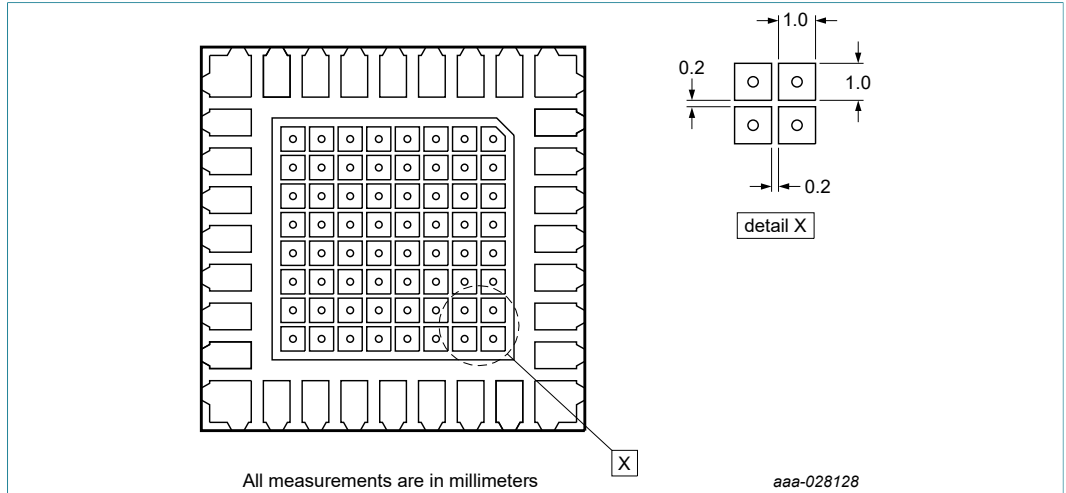 1.0
0.2
1.0
0.2
detail X
X
All measurements are in millimeters
aaa-028128